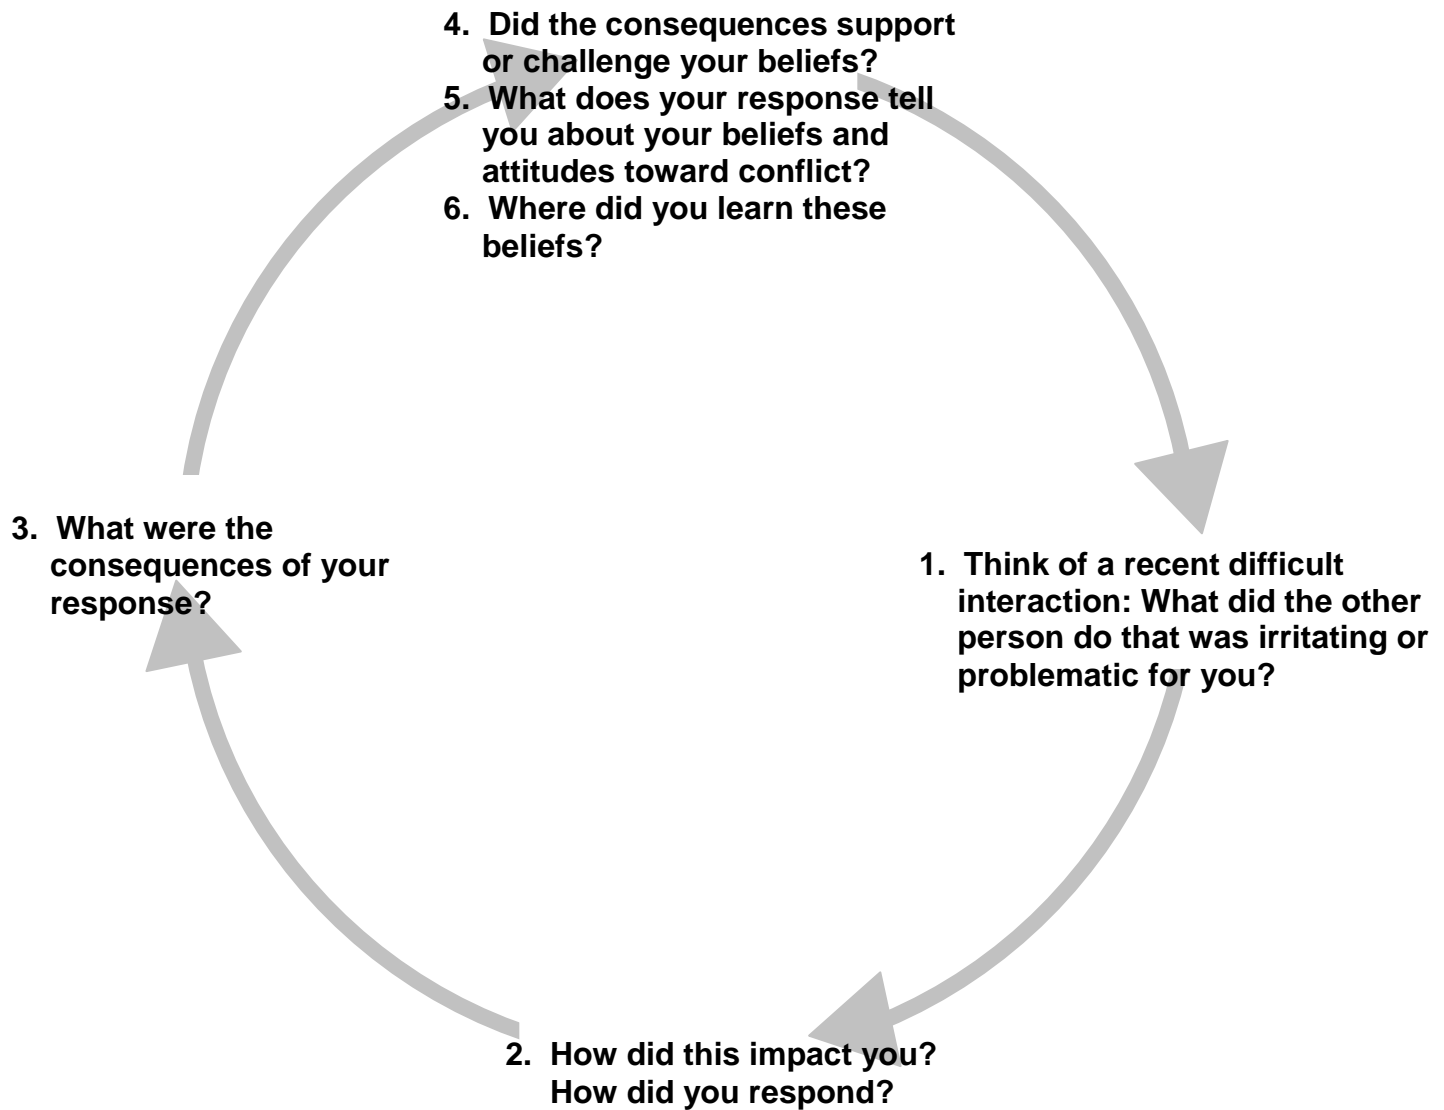 4. Did the consequences support
or challenge your beliefs?
5. What does your response tell
you about your beliefs and
attitudes toward conflict?
6. Where did you learn these
beliefs?
3. What were the
consequences of your
response?
1. Think of a recent difficult
interaction: What did the other
person do that was irritating or
problematic for you?
2. How did this impact you?
How did you respond?